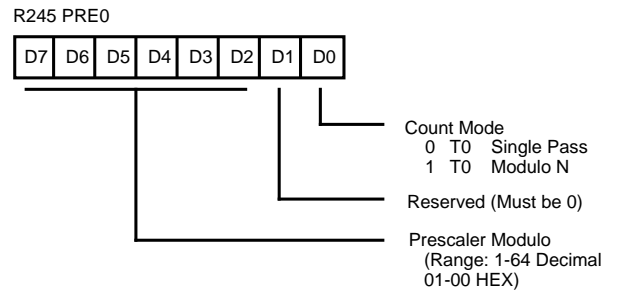 R245 PRE0
D7 D6 D5 D4 D3 D2 D1 D0
Count Mode
0 T0 Single Pass
1 T0 Modulo N
Reserved (Must be 0)
Prescaler Modulo
(Range: 1-64 Decimal
01-00 HEX)